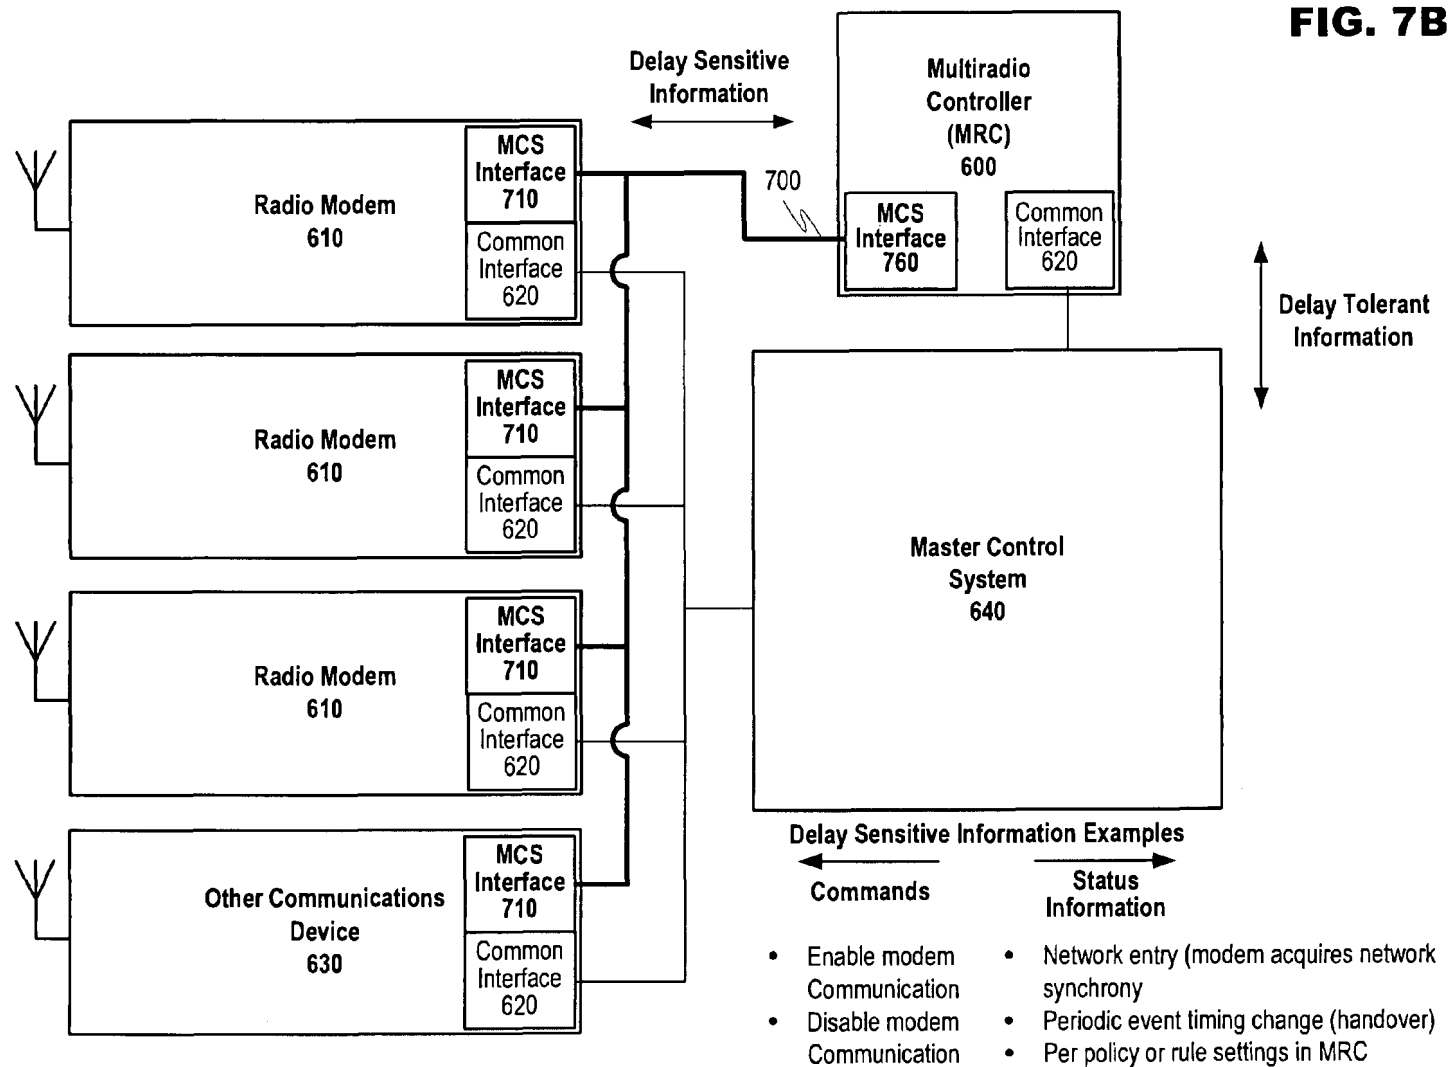 FIG. 7B
Delay Sensitive
Information
Multiradio
Controller
(MRC)
600
700
MCS
Interface
760
Common
Interface
620
Delay Tolerant
Information
Radio Modem
610
MCS
Interface
710
Common
Interface
620
Radio Modem
610
MCS
Interface
710
Common
Interface
620
Radio Modem
610
MCS
Interface
710
Common
Interface
620
Other Communications
Device
630
MCS
Interface
710
Common
Interface
620
Master Control
System
640
Delay Sensitive Information Examples
Commands
• Enable modem
Communication
• Disable modem
Communication
Status
Information
• Network entry (modem acquires network
synchrony
• Periodic event timing change (handover)
• Per policy or rule settings in MRC